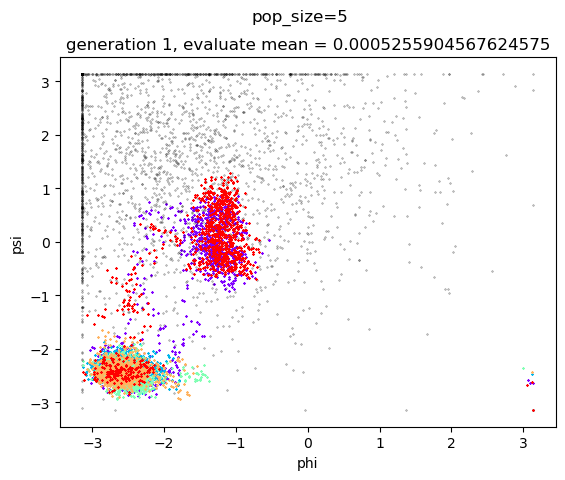 pop_size=5
generation 1, evaluate mean = 0.0005255904567624575
3
2
1
0
−1
−2
−3
psi
−3 −2 −1 0 1 2 3
phi